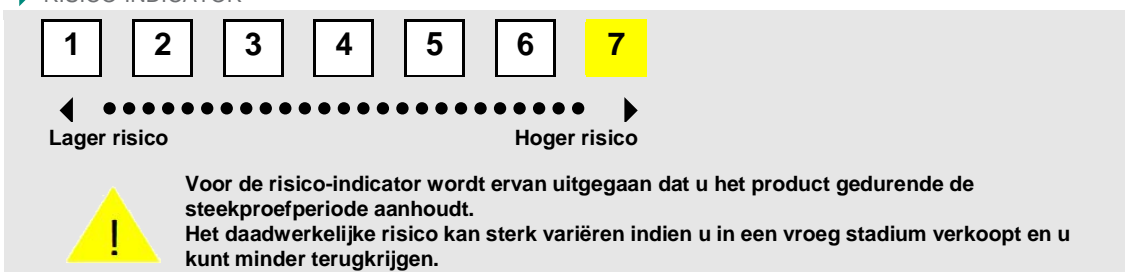 RISICO-INDICATOR
1 2 3 4 5 6 7
Lager risico Hoger risico
Voor de risico-indicator wordt ervan uitgegaan dat u het product gedurende de
steekproefperiode aanhoudt.
Het daadwerkelijke risico kan sterk variëren indien u in een vroeg stadium verkoopt en u
kunt minder terugkrijgen.